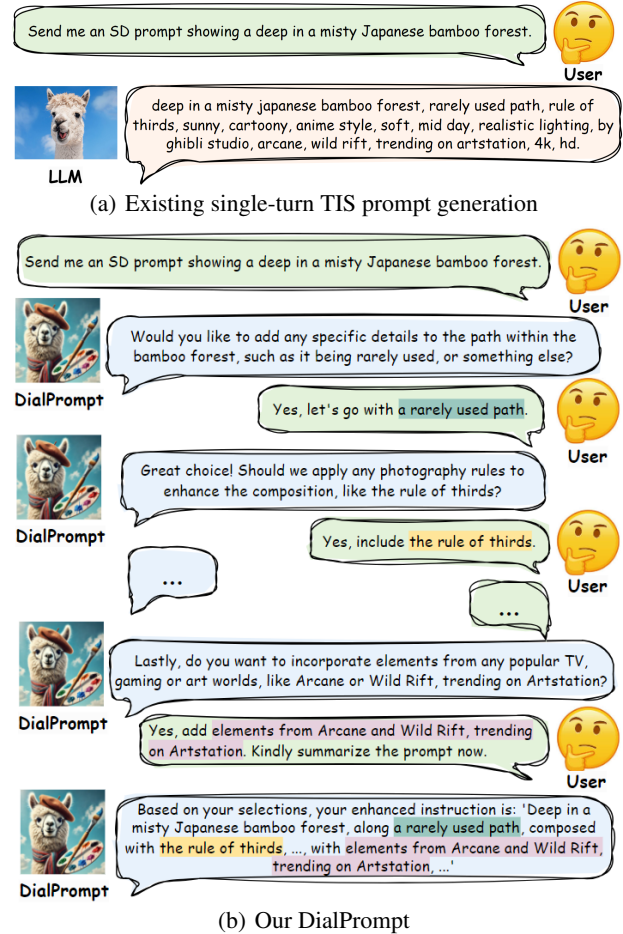 Send me an SD prompt showing a deep in a misty Japanese bamboo forest.
User
deep in a misty japanese bamboo forest, rarely used path, rule of
thirds, sunny, cartoony, anime style, soft, mid day, realistic lighting, by
ghibli studio, arcane, wild rift, trending on artstation, 4k, hd.
LLM
(a) Existing single-turn TIS prompt generation
Send me an SD prompt showing a deep in a misty Japanese bamboo forest.
User
Would you like to add any specific details to the path within the
bamboo forest, such as it being rarely used, or something else?
DialPrompt
Yes, let's go with a rarely used path.
User
Great choice! Should we apply any photography rules to
enhance the composition, like the rule of thirds?
DialPrompt
Yes, include the rule of thirds.
User
...
...
Lastly, do you want to incorporate elements from any popular TV,
gaming or art worlds, like Arcane or Wild Rift, trending on Artstation?
DialPrompt
Yes, add elements from Arcane and Wild Rift, trending
on Artstation. Kindly summarize the prompt now.
User
Based on your selections, your enhanced instruction is: 'Deep in a
misty Japanese bamboo forest, along a rarely used path, composed
with the rule of thirds, ..., with elements from Arcane and Wild Rift,
trending on Artstation, ...'
DialPrompt
(b) Our DialPrompt